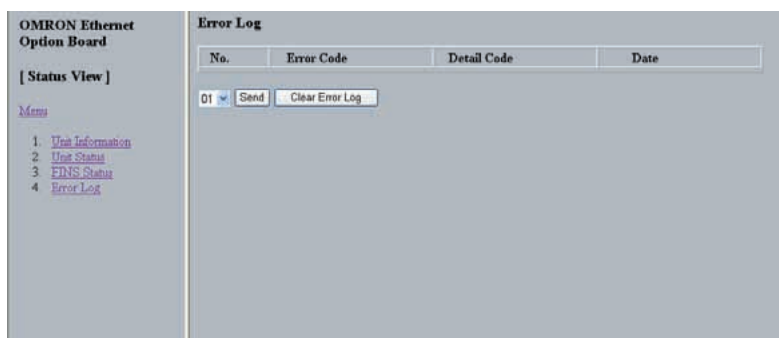 OMRON Ethernet
Option Board
[ Status View ]
Menu
1. Unit Information
2. Unit Status
3. FINS Status
4. Error Log
Error Log
No. Error Code Detail Code Date
01 Send Clear Error Log